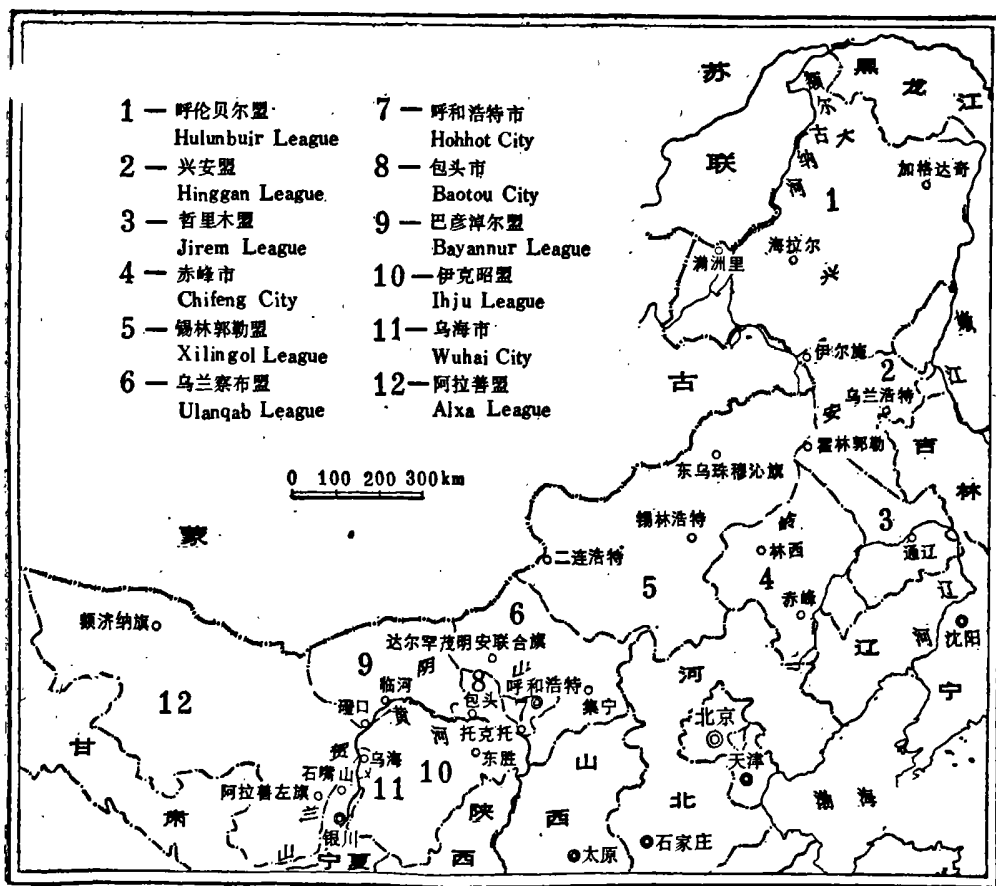 1 — 呼伦贝尔盟
Hulunbuir League
2 — 兴安盟
Hinggan League
3 — 哲里木盟
Jirem League
4 — 赤峰市
Chifeng City
5 — 锡林郭勒盟
Xilingol League
6 — 乌兰察布盟
Ulanqab League
7 — 呼和浩特市
Hohhot City
8 — 包头市
Baotou City
9 — 巴彦淖尔盟
Bayannur League
10 — 伊克昭盟
Ihju League
11 — 乌海市
Wuhai City
12 — 阿拉善盟
Alxa League
0 100 200 300km
苏联
黑龙江
额尔古纳河
大兴安岭
加格达奇
1
海拉尔
满洲里
伊尔施
2
乌兰浩特
嫩江
蒙古
霍林郭勒
吉林
东乌珠穆沁旗
锡林浩特
3
通辽
二连浩特
林西
5
4
赤峰
辽河
沈阳
辽宁
6
额济纳旗
达尔罕茂明安联合旗
阴山
9
8
临河
呼和浩特
7
集宁
12
磴口
黄河
包头
托克托
东胜
河北
北京
天津
甘肃
贺兰山
乌海
石嘴山
11
10
阿拉善左旗
银川
宁夏
陕西
山西
太原
石家庄
渤海